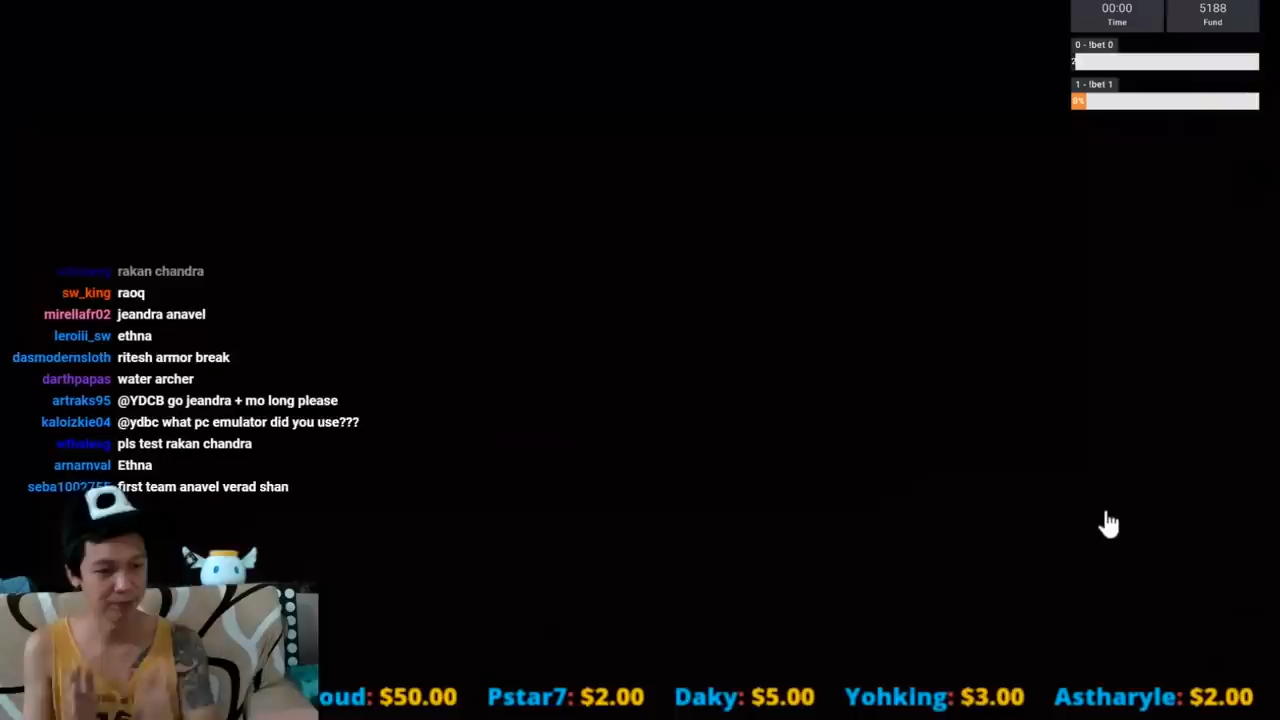 00:00
Time
5188
Fund
0 - !bet 0
1 - !bet 1
8%
rakan chandra
sw_king raoq
mirellafr02 jeandra anavel
leroiii_sw ethna
dasmodernsloth ritesh armor break
darthpapas water archer
artraks95 @YDCB go jeandra + mo long please
kaloizkie04 @ydbc what pc emulator did you use???
pls test rakan chandra
arnarnval Ethna
first team anavel verad shan
oud: $50.00 Pstar7: $2.00 Daky: $5.00 Yohking: $3.00 Astharyle: $2.00